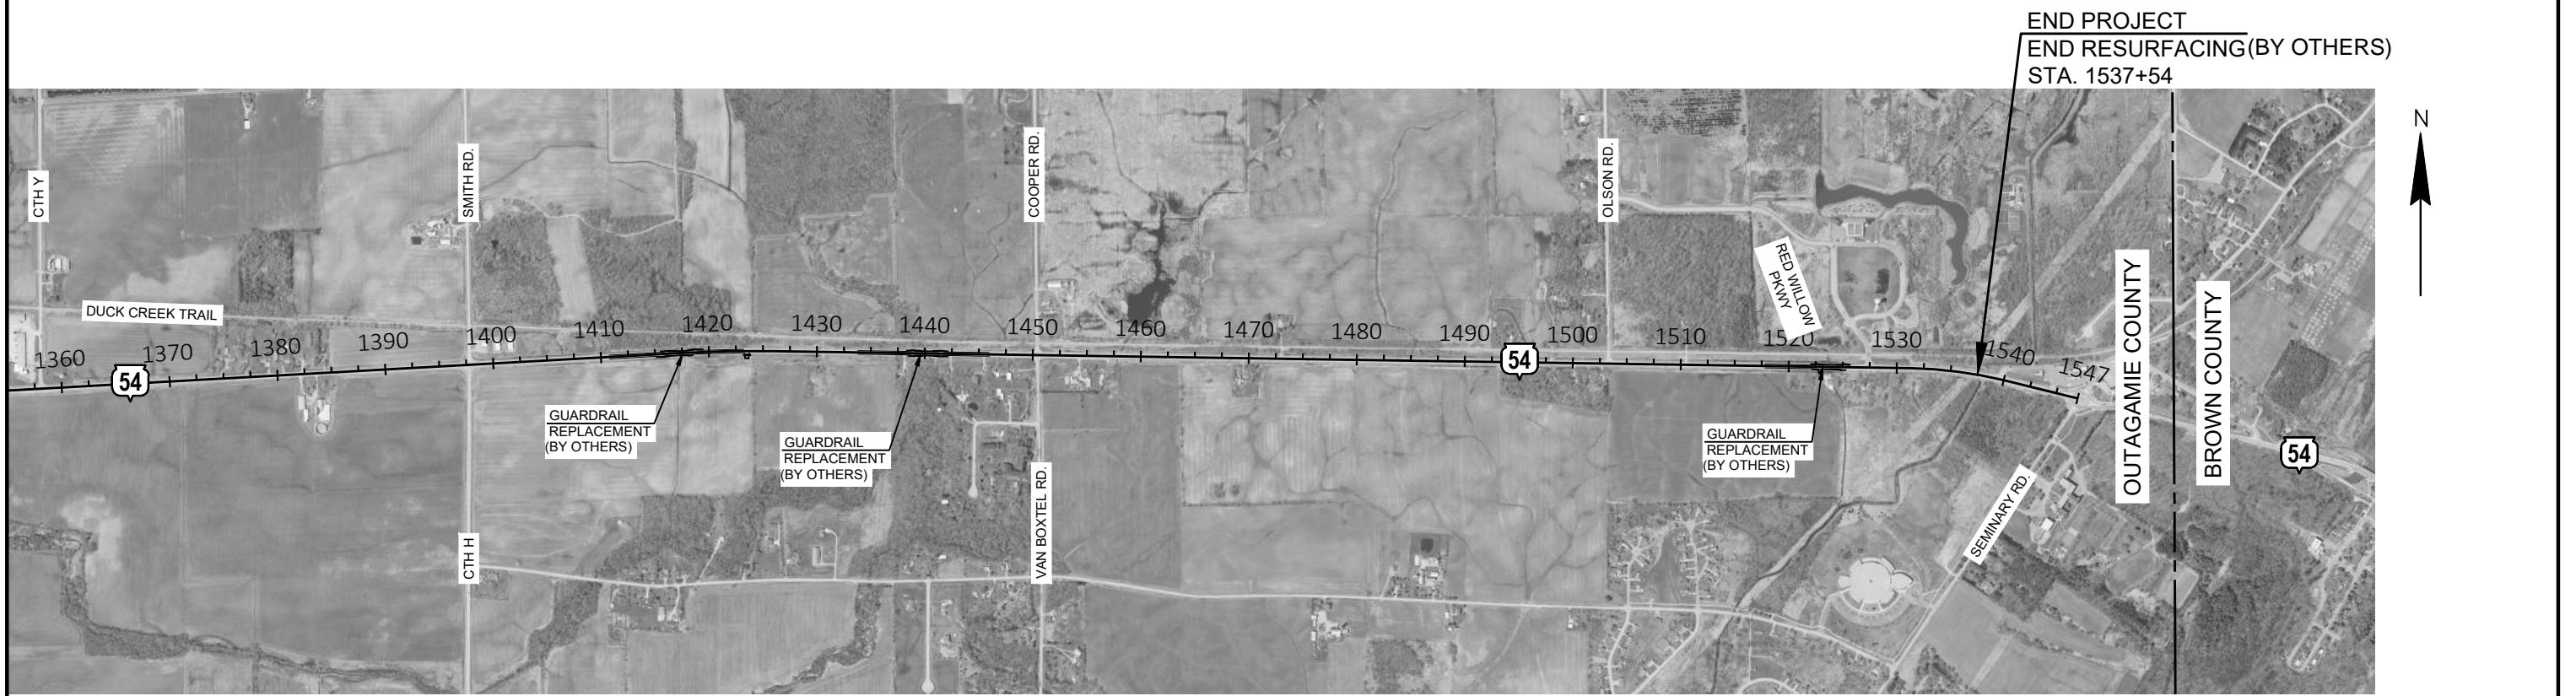 END PROJECT
END RESURFACING(BY OTHERS)
STA. 1537+54
N
CTH Y
SMITH RD.
COOPER RD.
OLSON RD.
RED WILLOW
PKWY
OUTAGAMIE COUNTY
BROWN COUNTY
DUCK CREEK TRAIL
1360
1370
1380
1390
1400
1410
1420
1430
1440
1450
1460
1470
1480
1490
1500
1510
1520
1530
1540
1547
54
54
54
GUARDRAIL
REPLACEMENT
(BY OTHERS)
GUARDRAIL
REPLACEMENT
(BY OTHERS)
GUARDRAIL
REPLACEMENT
(BY OTHERS)
CTH H
VAN BOXTEL RD.
SEMINARY RD.